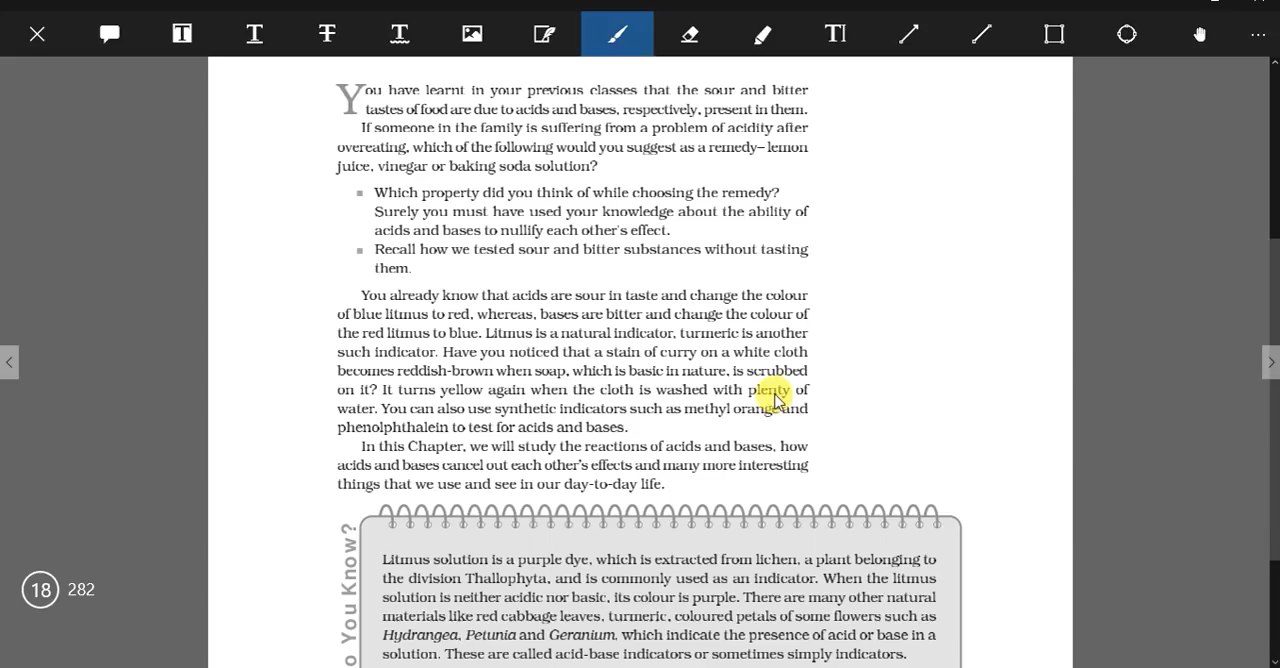 You have learnt in your previous classes that the sour and bitter
tastes of food are due to acids and bases, respectively, present in them.
If someone in the family is suffering from a problem of acidity after
overeating, which of the following would you suggest as a remedy– lemon
juice, vinegar or baking soda solution?
Which property did you think of while choosing the remedy?
Surely you must have used your knowledge about the ability of
acids and bases to nullify each other's effect.
Recall how we tested sour and bitter substances without tasting
them.
You already know that acids are sour in taste and change the colour
of blue litmus to red, whereas, bases are bitter and change the colour of
the red litmus to blue. Litmus is a natural indicator, turmeric is another
such indicator. Have you noticed that a stain of curry on a white cloth
becomes reddish-brown when soap, which is basic in nature, is scrubbed
on it? It turns yellow again when the cloth is washed with plenty of
water. You can also use synthetic indicators such as methyl orange and
phenolphthalein to test for acids and bases.
In this Chapter, we will study the reactions of acids and bases, how
acids and bases cancel out each other's effects and many more interesting
things that we use and see in our day-to-day life.
o You Know?
Litmus solution is a purple dye, which is extracted from lichen, a plant belonging to
the division Thallophyta, and is commonly used as an indicator. When the litmus
solution is neither acidic nor basic, its colour is purple. There are many other natural
materials like red cabbage leaves, turmeric, coloured petals of some flowers such as
Hydrangea, Petunia and Geranium, which indicate the presence of acid or base in a
solution. These are called acid-base indicators or sometimes simply indicators.
18 282